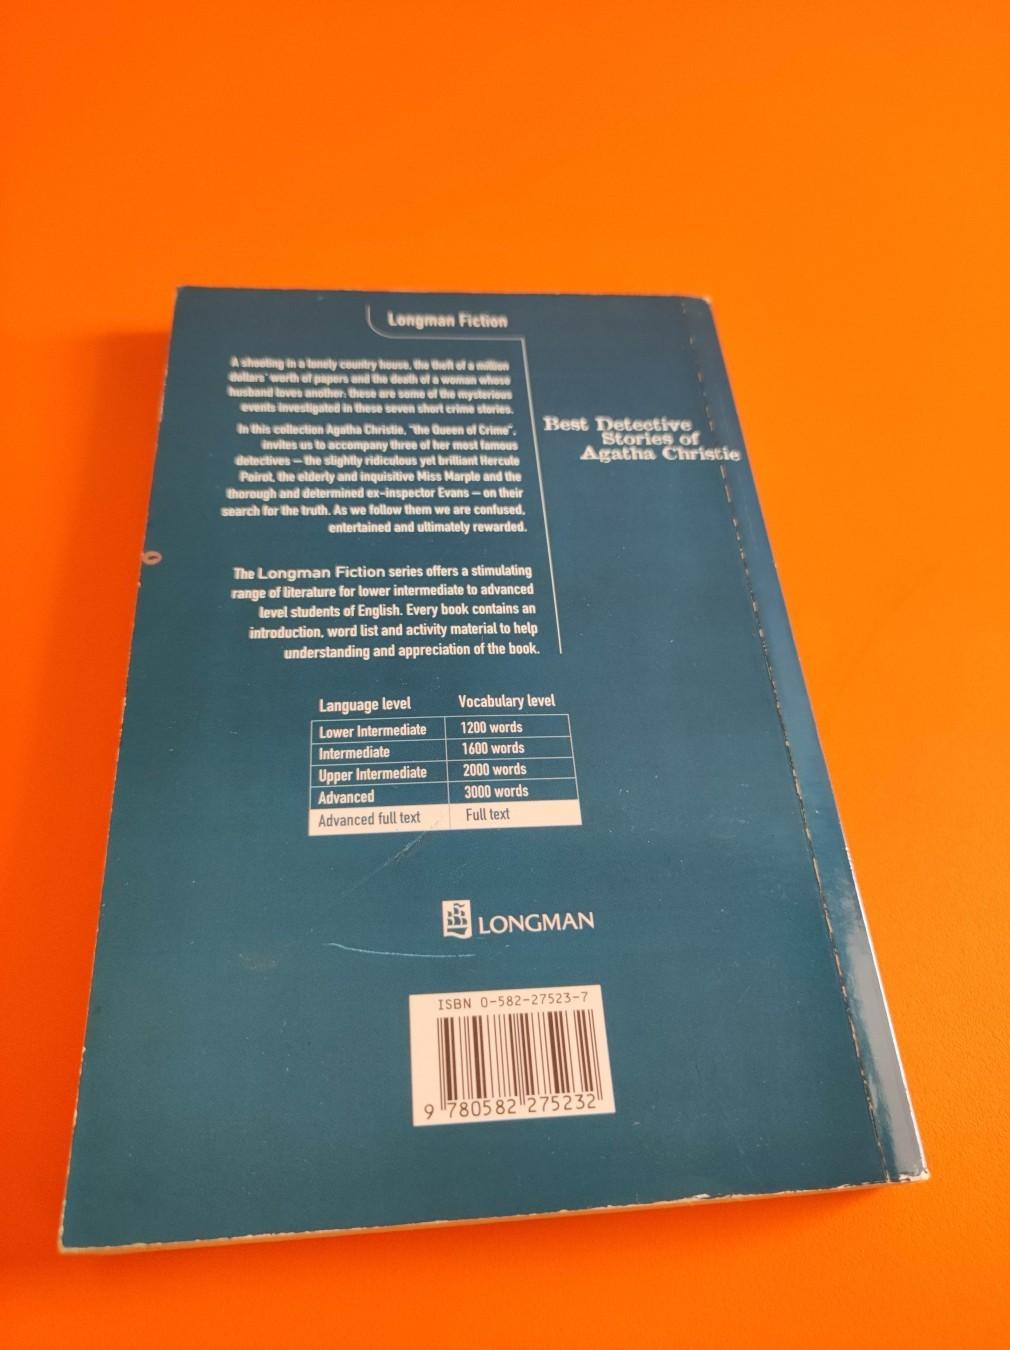 Longman Fiction
A shooting in a lonely country house, the theft of a million
dollars' worth of papers and the death of a woman whose
husband loves another: these are some of the mysterious
events investigated in these seven short crime stories.
In this collection Agatha Christie, "the Queen of Crime",
invites us to accompany three of her most famous
detectives – the slightly ridiculous yet brilliant Hercule
Poirot, the elderly and inquisitive Miss Marple and the
thorough and determined ex-inspector Evans – on their
search for the truth. As we follow them we are confused,
entertained and ultimately rewarded.
Best Detective
Stories of
Agatha Christie
The Longman Fiction series offers a stimulating
range of literature for lower intermediate to advanced
level students of English. Every book contains an
introduction, word list and activity material to help
understanding and appreciation of the book.
Language level Vocabulary level
Lower Intermediate 1200 words
Intermediate 1600 words
Upper Intermediate 2000 words
Advanced 3000 words
Advanced full text Full text
LONGMAN
ISBN 0-582-27523-7
9 780582 275232